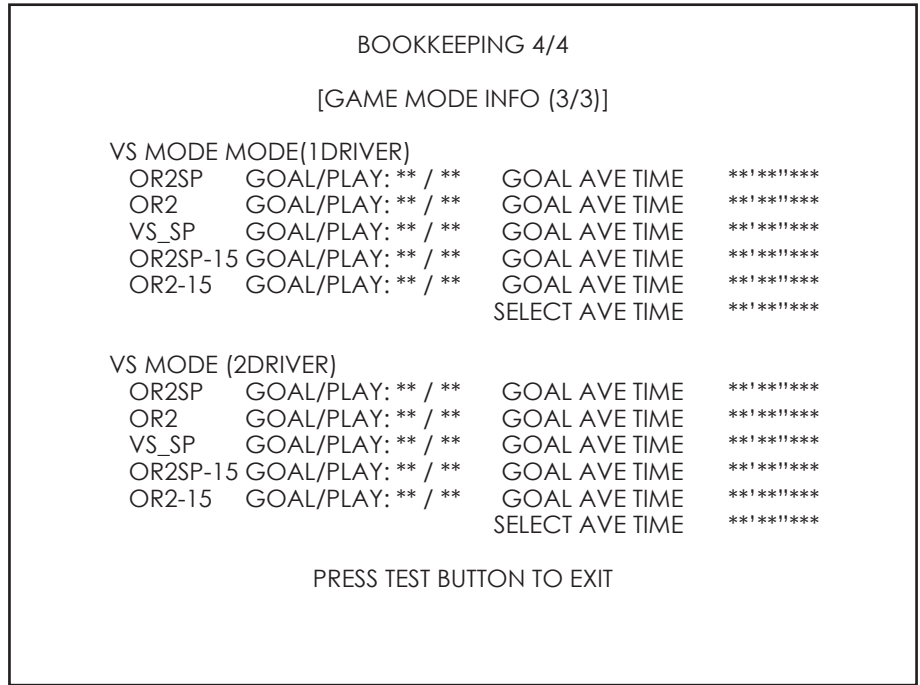 BOOKKEEPING 4/4
[GAME MODE INFO (3/3)]
VS MODE MODE(1DRIVER)
OR2SP GOAL/PLAY: ** / ** GOAL AVE TIME **'**"***
OR2 GOAL/PLAY: ** / ** GOAL AVE TIME **'**"***
VS_SP GOAL/PLAY: ** / ** GOAL AVE TIME **'**"***
OR2SP-15 GOAL/PLAY: ** / ** GOAL AVE TIME **'**"***
OR2-15 GOAL/PLAY: ** / ** GOAL AVE TIME **'**"***
SELECT AVE TIME **'**"***
VS MODE (2DRIVER)
OR2SP GOAL/PLAY: ** / ** GOAL AVE TIME **'**"***
OR2 GOAL/PLAY: ** / ** GOAL AVE TIME **'**"***
VS_SP GOAL/PLAY: ** / ** GOAL AVE TIME **'**"***
OR2SP-15 GOAL/PLAY: ** / ** GOAL AVE TIME **'**"***
OR2-15 GOAL/PLAY: ** / ** GOAL AVE TIME **'**"***
SELECT AVE TIME **'**"***
PRESS TEST BUTTON TO EXIT